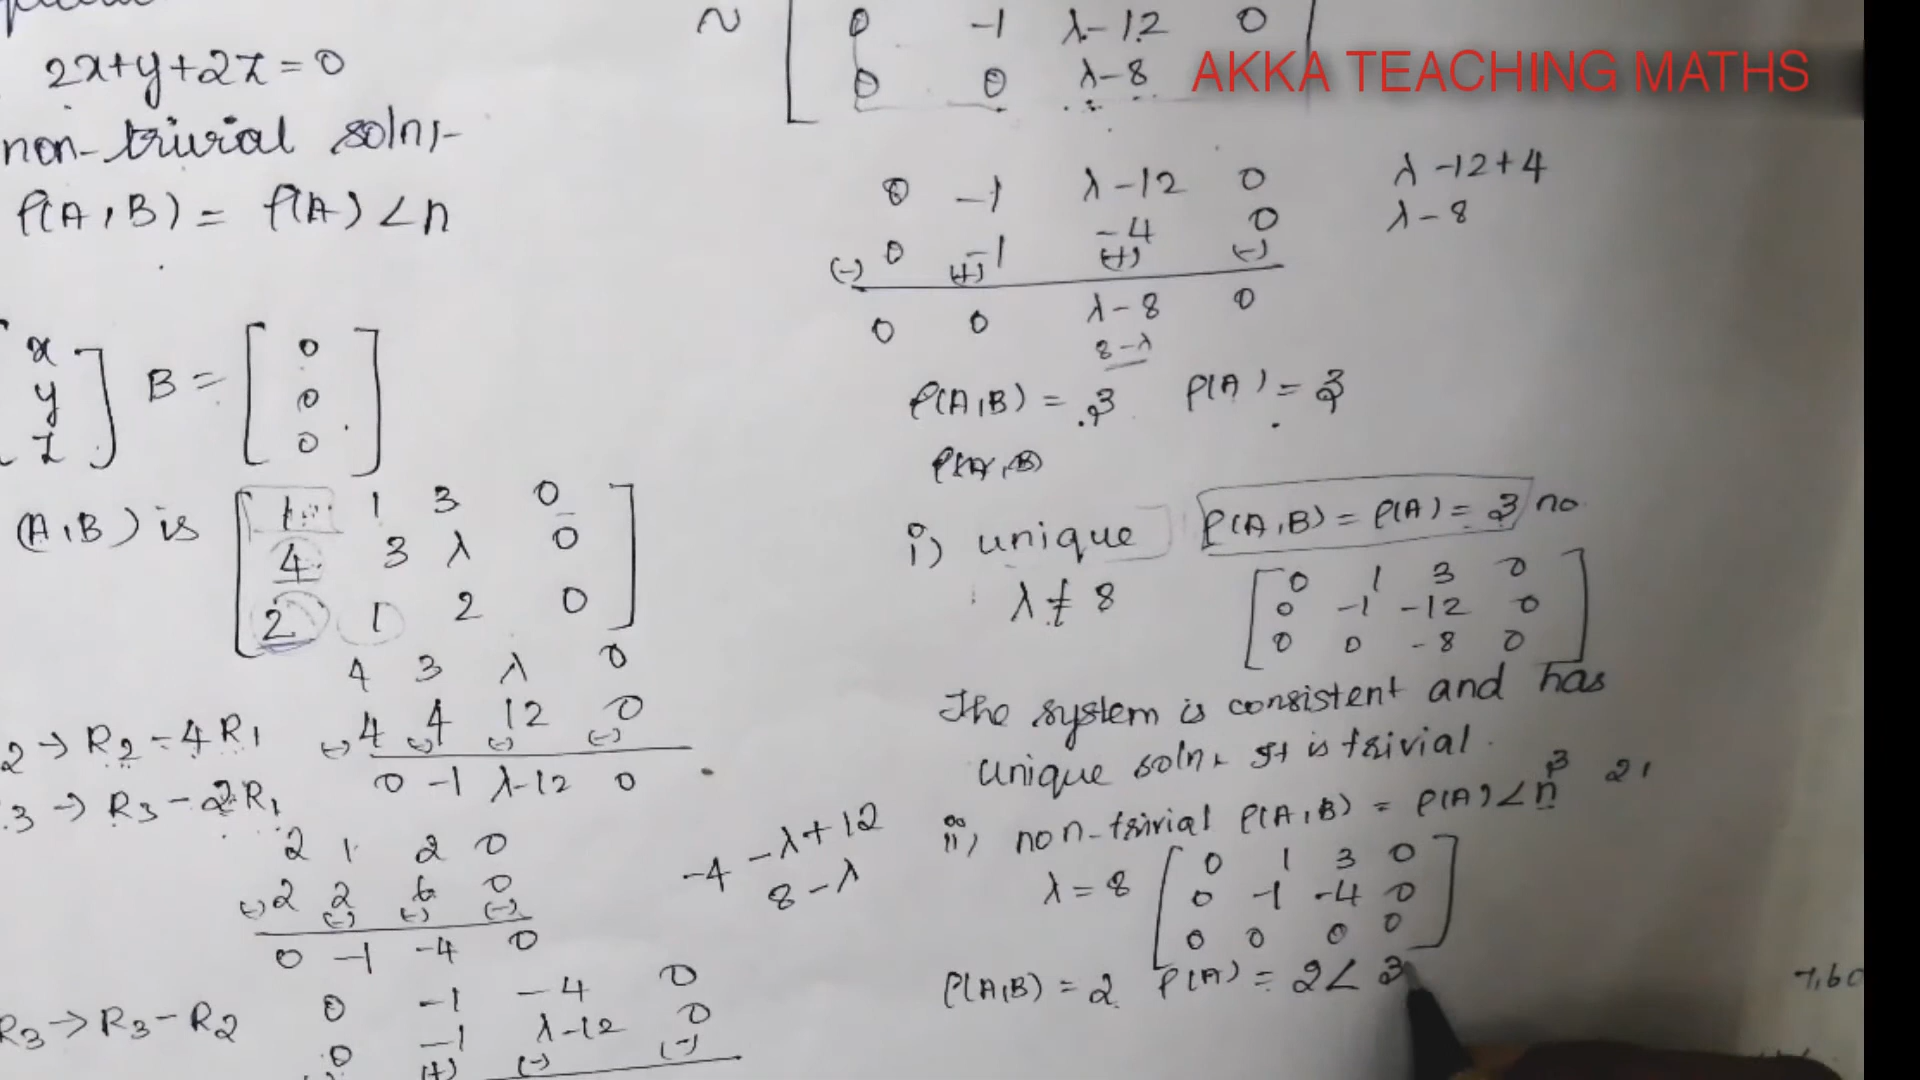 2x+y+2z=0
non-trivial soln:-
ρ(A,B) = ρ(A) <n
x
y
z
B =
0
0
0
(A,B) is
1 1 3 0
4 3 λ 0
2 1 2 0
4 3 λ 0
(-)4 4(-) 12(-) 0(-)
0 -1 λ-12 0
2 → R2 - 4R1
3 → R3 - 2R1
2 1 2 0
(-)2 2(-) 6(-) 0(-)
0 -1 -4 0
0 -1 -4 0
R3 → R3 - R2
0 -1 λ-12 0
(+) (-) (-)
-4 -λ+12
8-λ
~
0 -1 λ-12 0
0 0 λ-8
AKKA TEACHING MATHS
0 -1 λ-12 0
λ-12+4
λ-8
(-)0 -1(+) -4(+) 0(-)
0 0 λ-8 0
8-λ
ρ(A,B) = 3 ρ(A) = 3
ρ(A,B)
i) unique ρ(A,B) = ρ(A) = 3 no
λ ≠ 8
0 1 3 0
0 -1 -12 0
0 0 -8 0
The system is consistent and has
unique soln. It is trivial.
ii) non-trivial ρ(A,B) = ρ(A) < n 3 2,
λ = 8
0 1 3 0
0 -1 -4 0
0 0 0 0
ρ(A,B) = 2 ρ(A) = 2 < 3